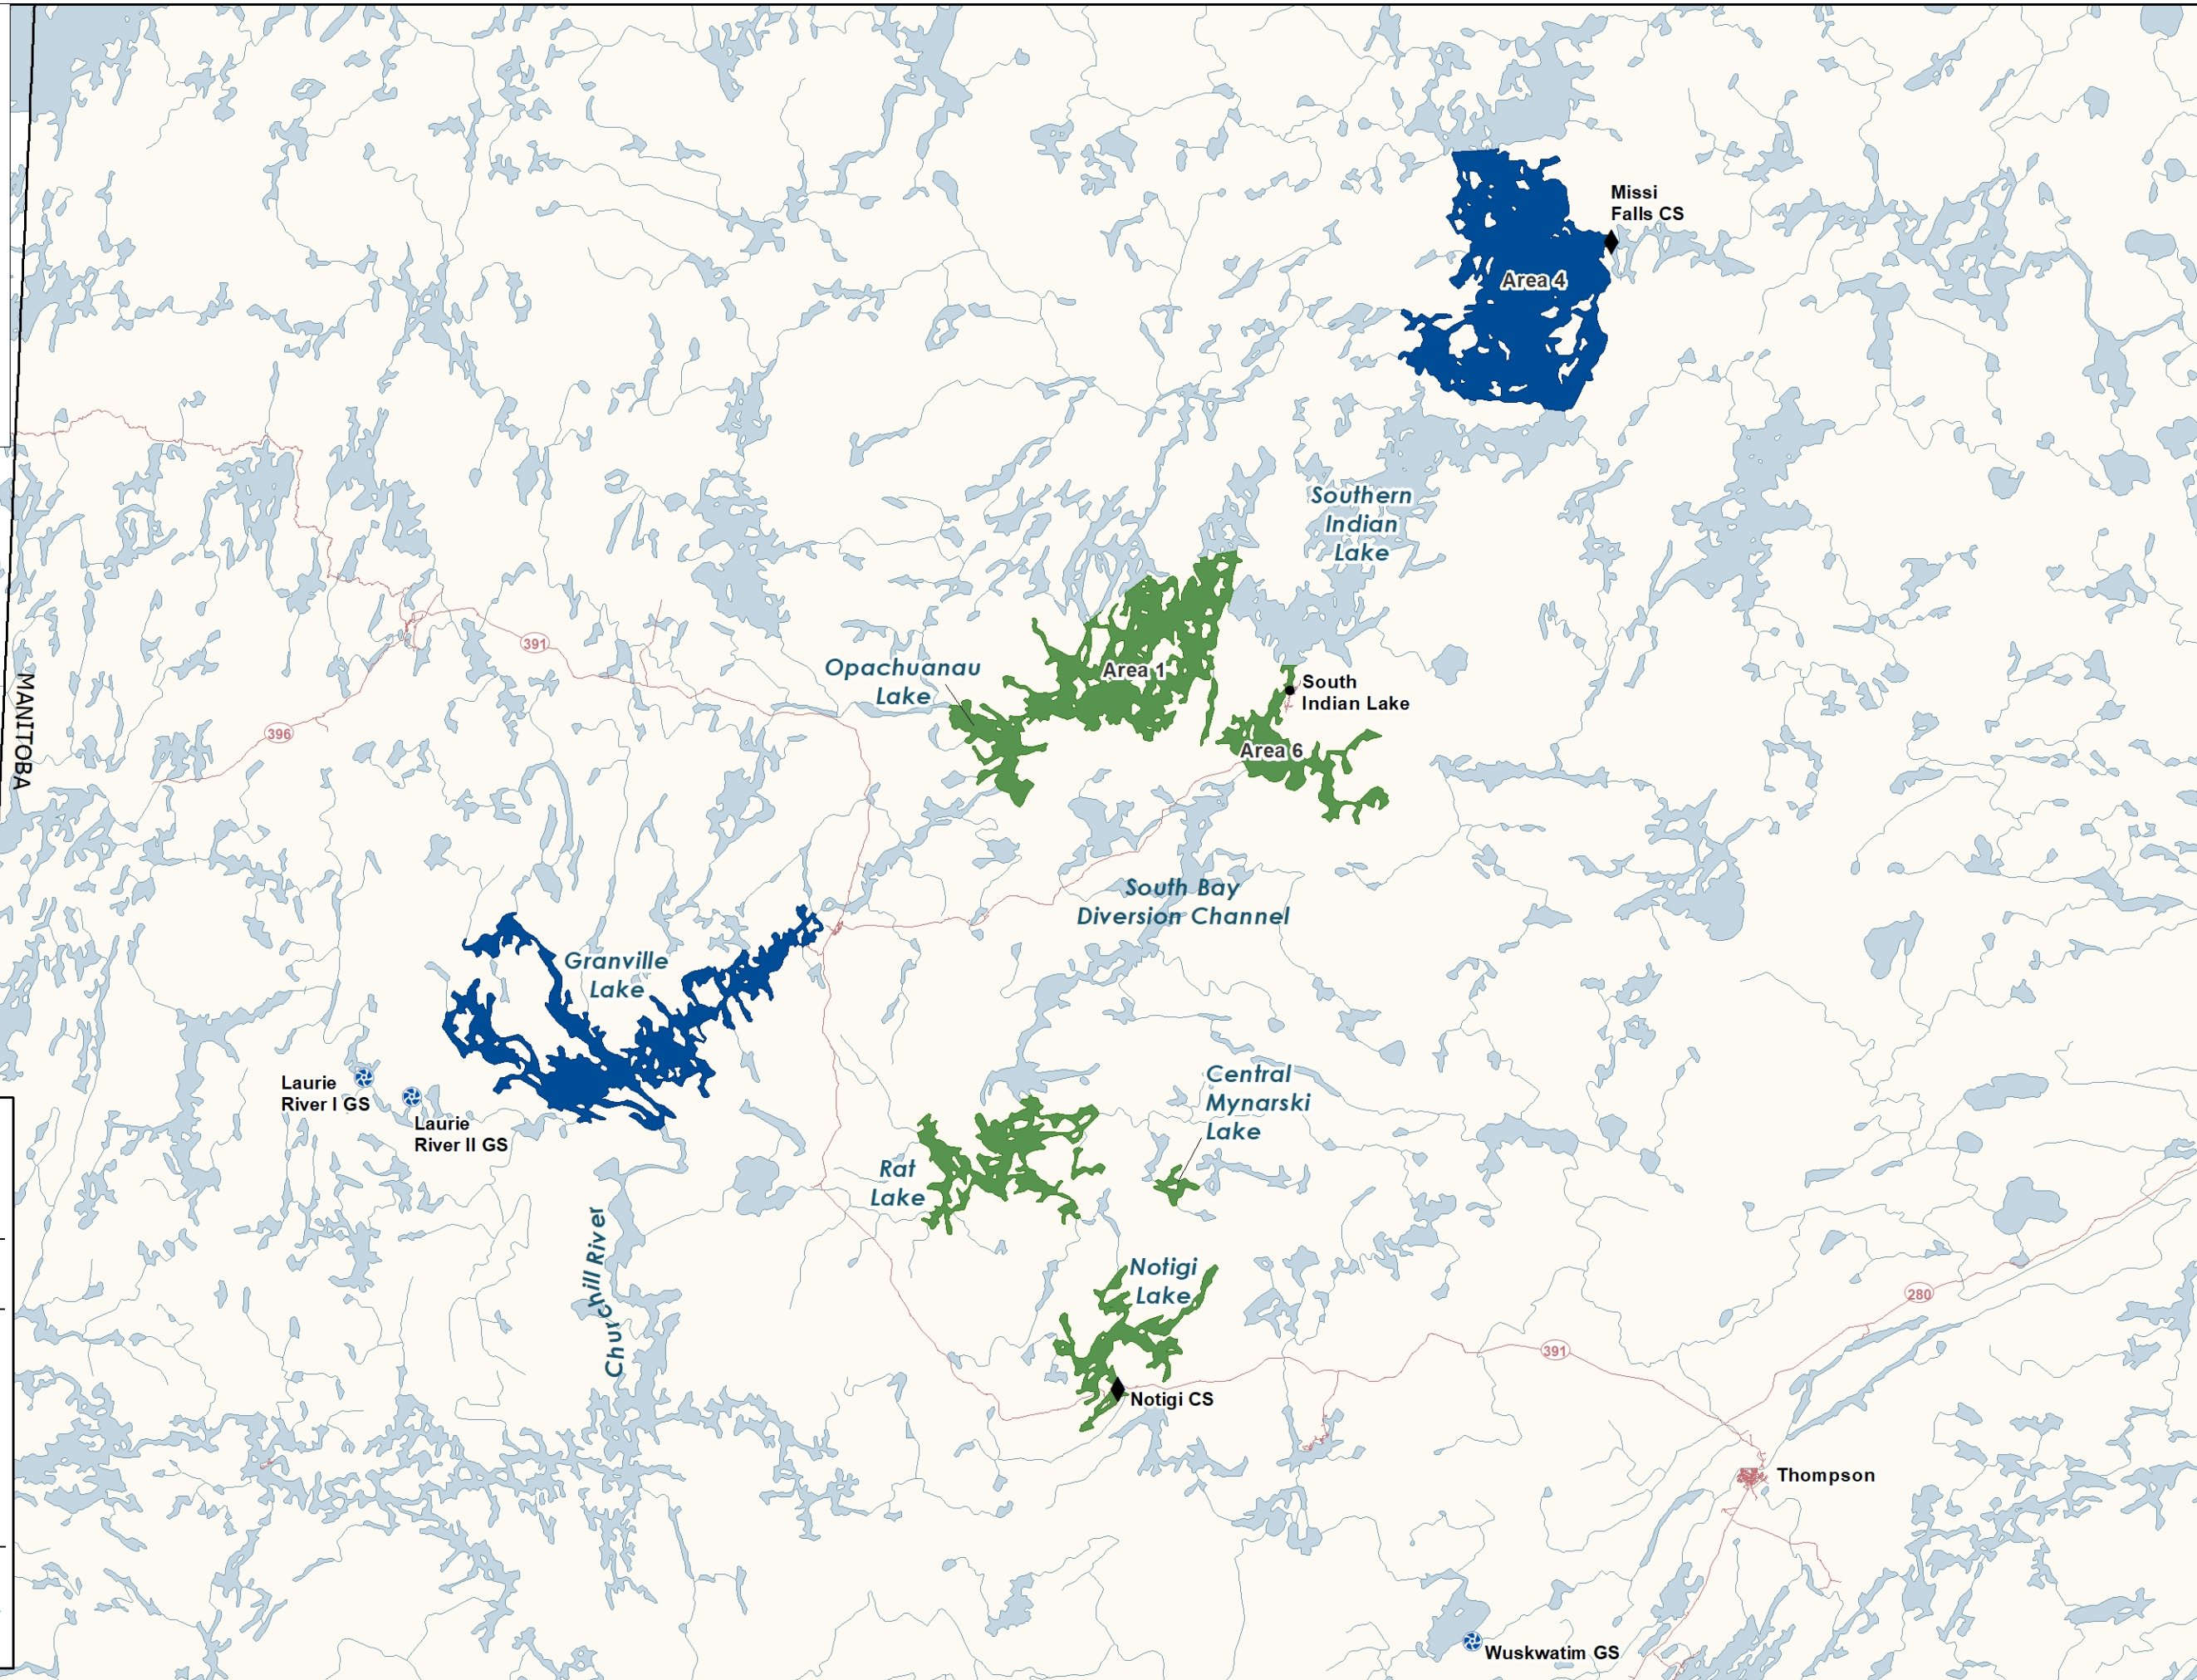 Missi
Falls CS
Area 4
Southern
Indian
Lake
391
Opachuanau
Lake
Area 1
South
Indian Lake
MANITOBA
396
Area 6
South Bay
Diversion Channel
Granville
Lake
Laurie
River I GS
Laurie
River II GS
Central
Mynarski
Lake
Rat
Lake
Churchill River
Notigi
Lake
280
391
Notigi CS
Thompson
Wuskwatim GS